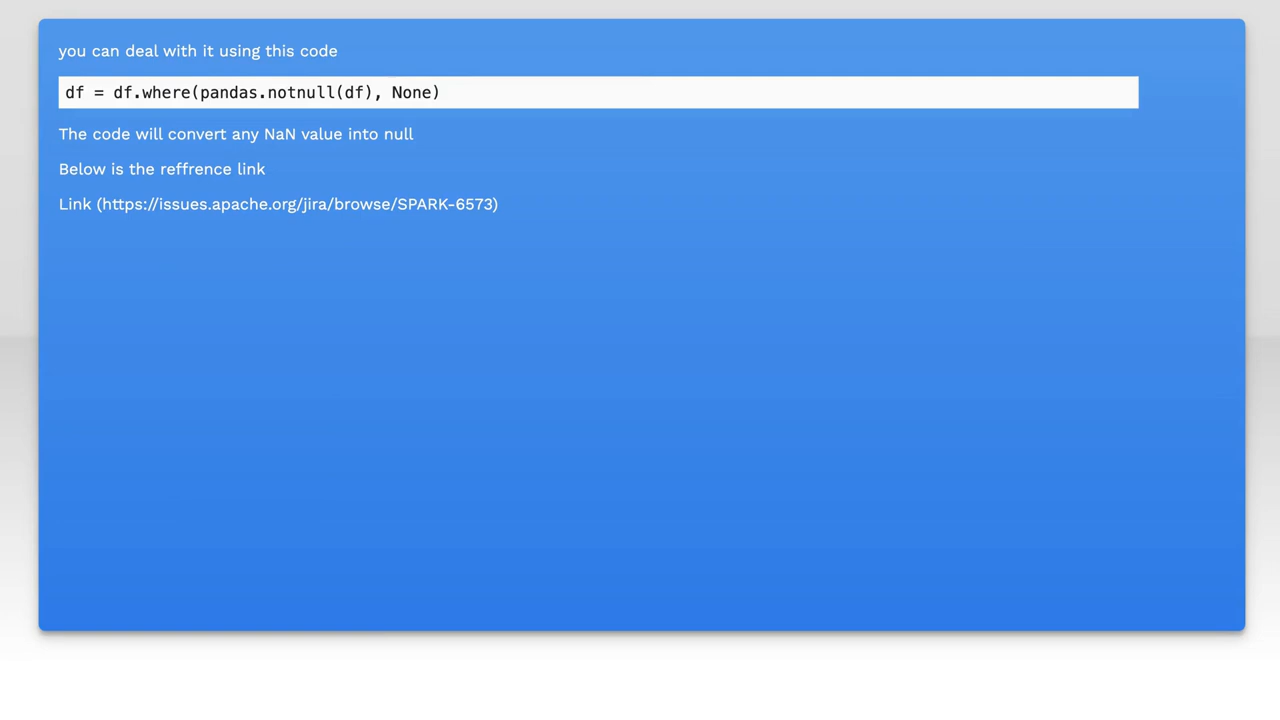 you can deal with it using this code
df = df.where(pandas.notnull(df), None)
The code will convert any NaN value into null
Below is the reffrence link
Link (https://issues.apache.org/jira/browse/SPARK-6573)